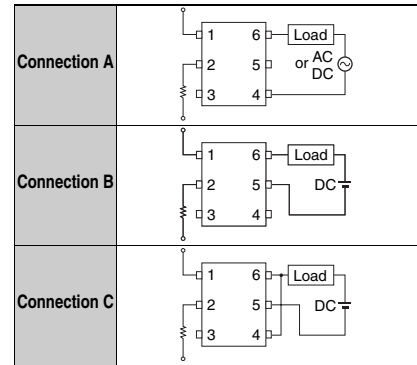 Connection A
1 6 Load
2 5 or AC
DC
3 4
Connection B
1 6 Load
2 5 DC
3 4
Connection C
1 6 Load
2 5 DC
3 4